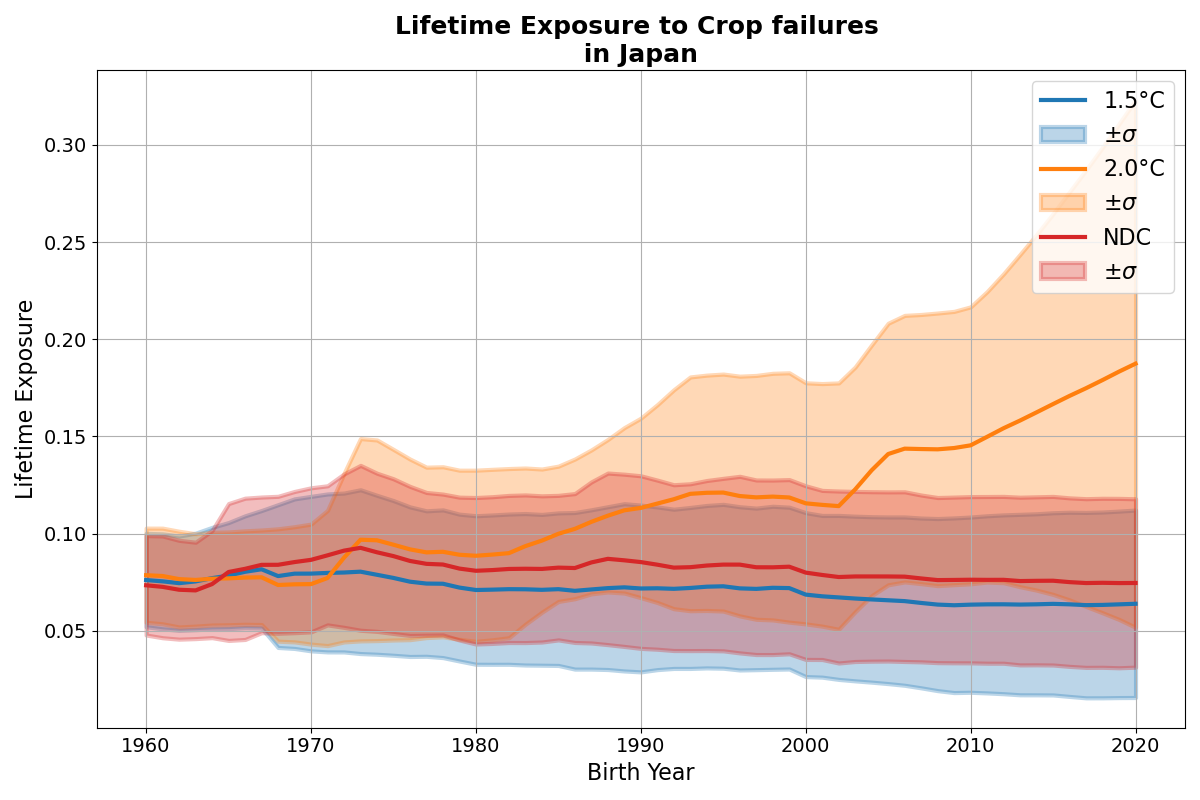 Lifetime Exposure to Crop failures
in Japan
1.5°C
±σ
2.0°C
±σ
NDC
±σ
Lifetime Exposure
0.30
0.25
0.20
0.15
0.10
0.05
1960 1970 1980 1990 2000 2010 2020
Birth Year